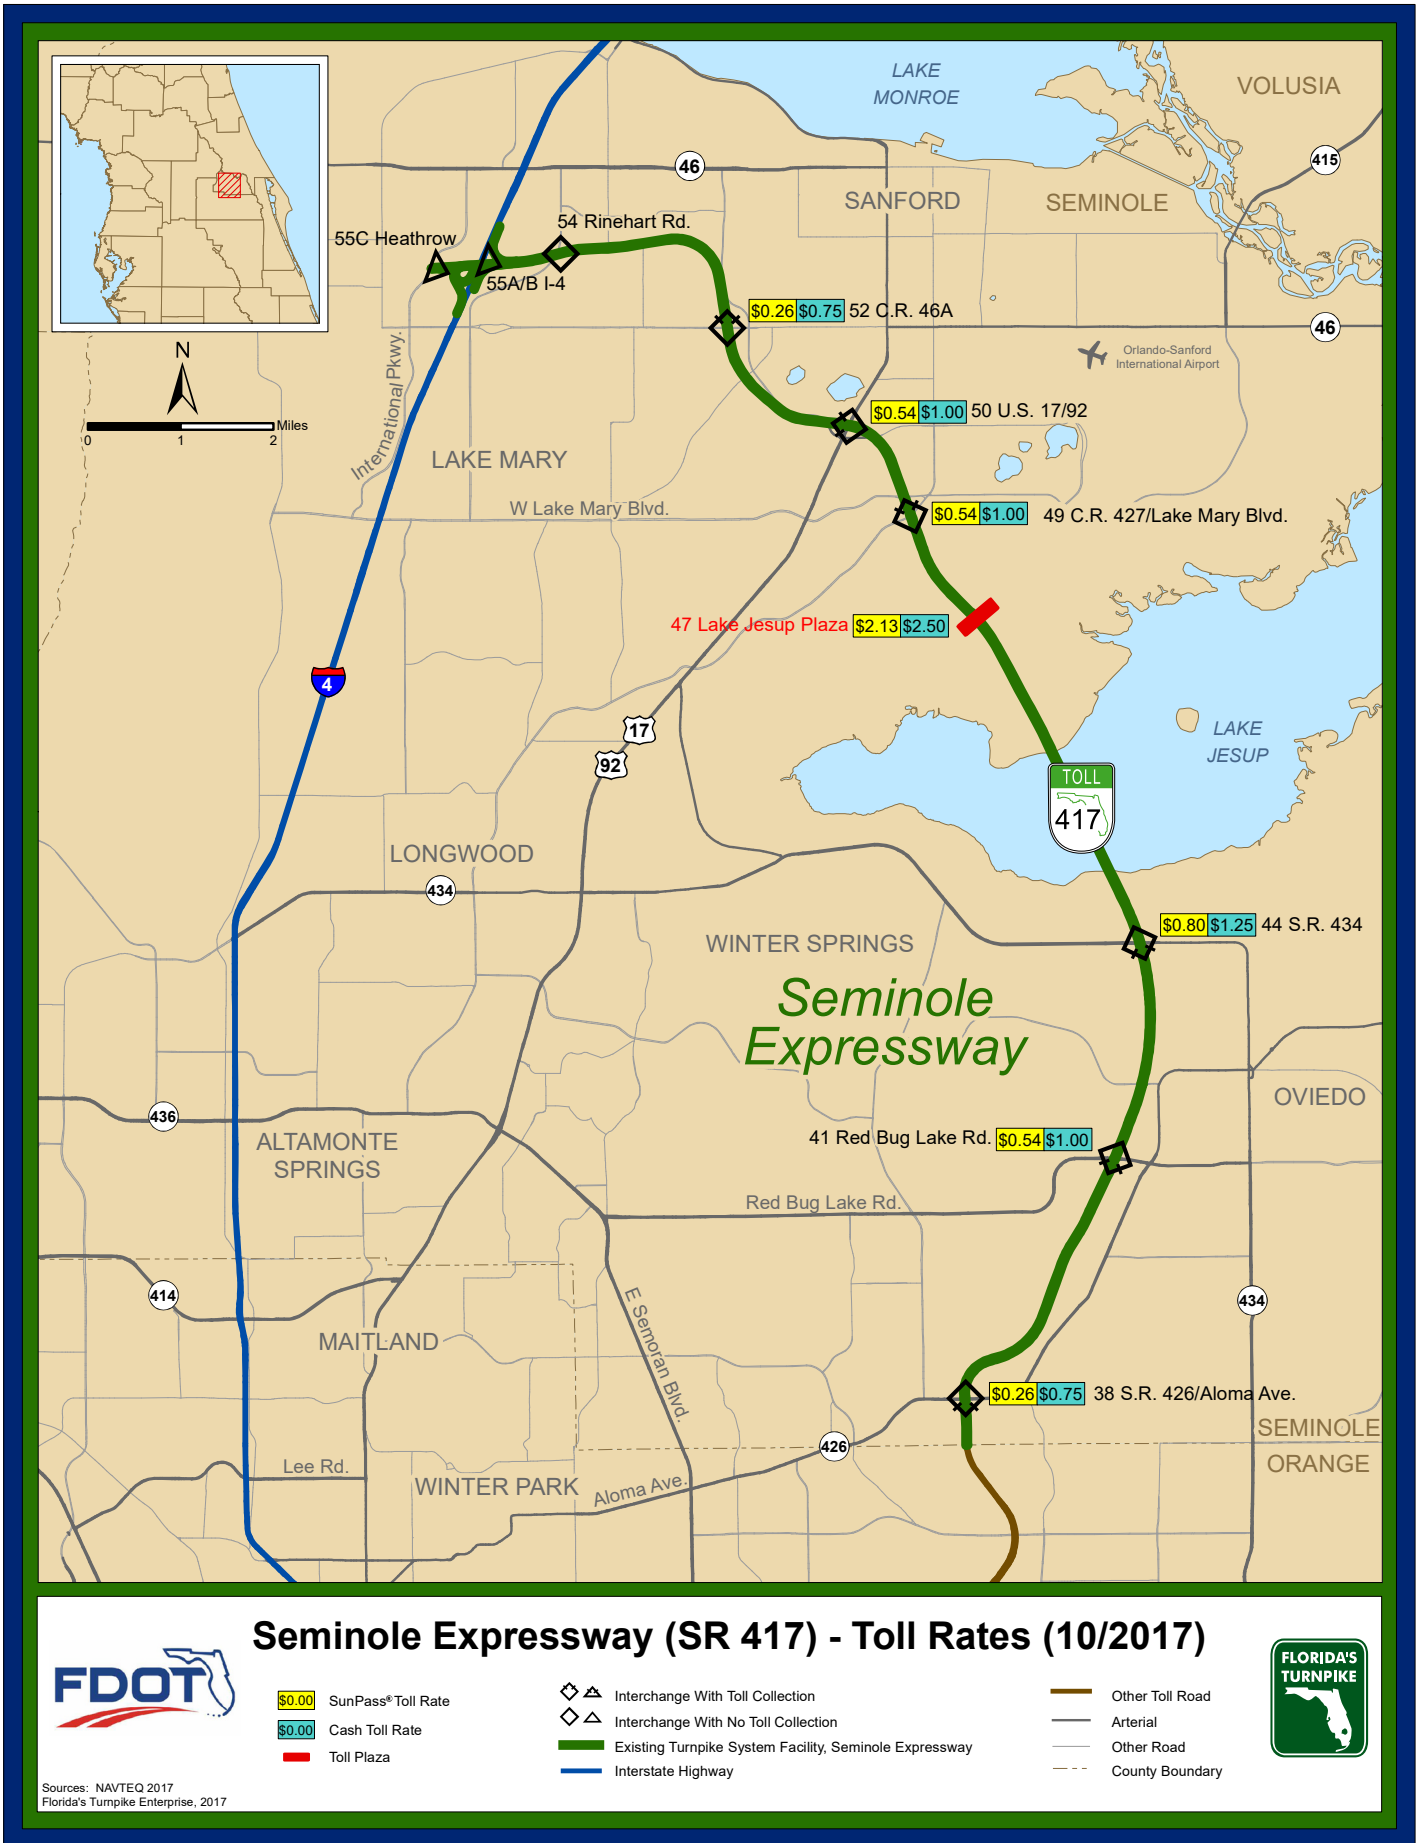 LAKE
MONROE
VOLUSIA
415
46
SANFORD
SEMINOLE
54 Rinehart Rd.
55C Heathrow
55A/B I-4
$0.26 $0.75 52 C.R. 46A
46
Orlando-Sanford
International Airport
N
Miles
0 1 2
International Pkwy.
$0.54 $1.00 50 U.S. 17/92
LAKE MARY
W Lake Mary Blvd.
$0.54 $1.00 49 C.R. 427/Lake Mary Blvd.
47 Lake Jesup Plaza $2.13 $2.50
4
17
92
LAKE
JESUP
TOLL
417
LONGWOOD
434
$0.80 $1.25 44 S.R. 434
WINTER SPRINGS
Seminole
Expressway
OVIEDO
436
ALTAMONTE
SPRINGS
41 Red Bug Lake Rd. $0.54 $1.00
Red Bug Lake Rd.
414
434
MAITLAND
E Semoran Blvd.
$0.26 $0.75 38 S.R. 426/Aloma Ave.
426
SEMINOLE
ORANGE
Lee Rd.
WINTER PARK
Aloma Ave.
Seminole Expressway (SR 417) - Toll Rates (10/2017)
FDOT
FLORIDA'S
TURNPIKE
$0.00 SunPass® Toll Rate
$0.00 Cash Toll Rate
Toll Plaza
Interchange With Toll Collection
Interchange With No Toll Collection
Existing Turnpike System Facility, Seminole Expressway
Interstate Highway
Other Toll Road
Arterial
Other Road
County Boundary
Sources: NAVTEQ 2017
Florida's Turnpike Enterprise, 2017